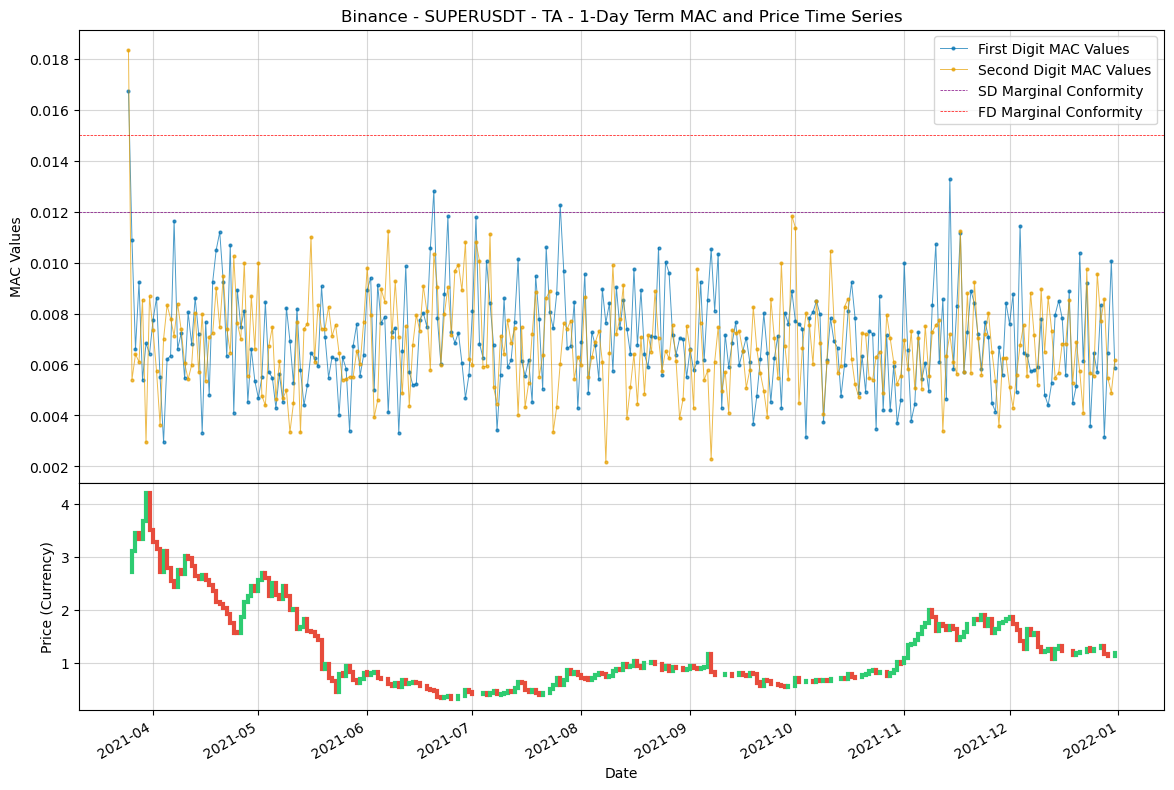 Binance - SUPERUSDT - TA - 1-Day Term MAC and Price Time Series
First Digit MAC Values
Second Digit MAC Values
SD Marginal Conformity
FD Marginal Conformity
MAC Values
0.018
0.016
0.014
0.012
0.010
0.008
0.006
0.004
0.002
Price (Currency)
4
3
2
1
2021-04
2021-05
2021-06
2021-07
2021-08
2021-09
2021-10
2021-11
2021-12
2022-01
Date